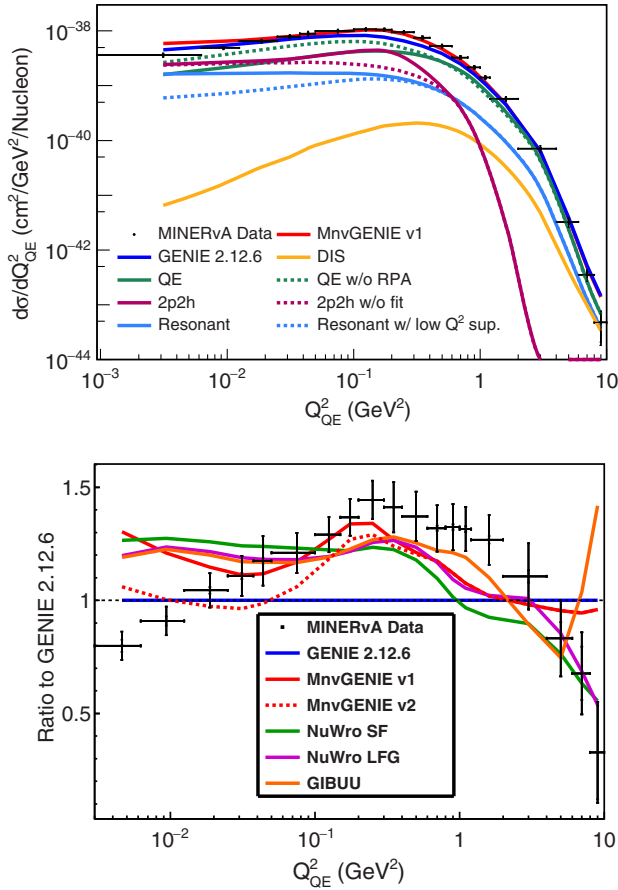 10⁻³⁸
10⁻⁴⁰
10⁻⁴²
10⁻⁴⁴
dσ/dQ²_QE (cm²/GeV²/Nucleon)
MINERvA Data
MnvGENIE v1
GENIE 2.12.6
DIS
QE
QE w/o RPA
2p2h
2p2h w/o fit
Resonant
Resonant w/ low Q² sup.
10⁻³ 10⁻² 10⁻¹ 1 10
Q²_QE (GeV²)
1.5
1
0.5
Ratio to GENIE 2.12.6
MINERvA Data
GENIE 2.12.6
MnvGENIE v1
MnvGENIE v2
NuWro SF
NuWro LFG
GIBUU
10⁻² 10⁻¹ 1 10
Q²_QE (GeV²)